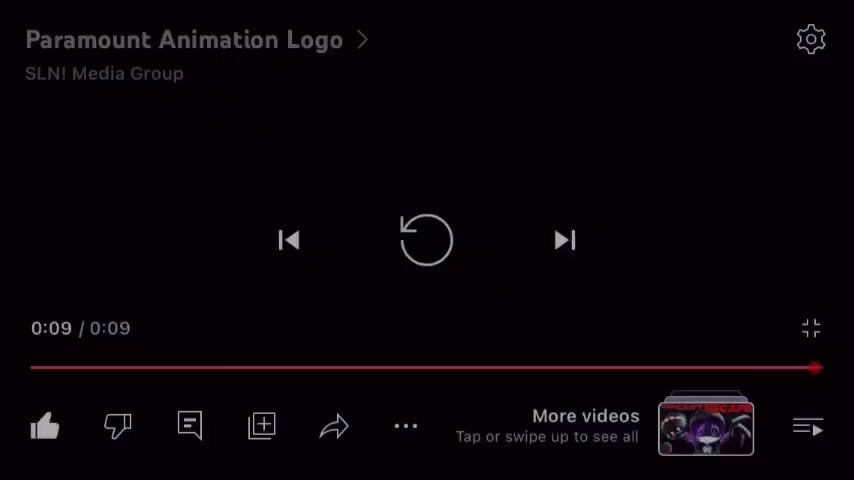 Paramount Animation Logo
SLN! Media Group
0:09 / 0:09
More videos
Tap or swipe up to see all